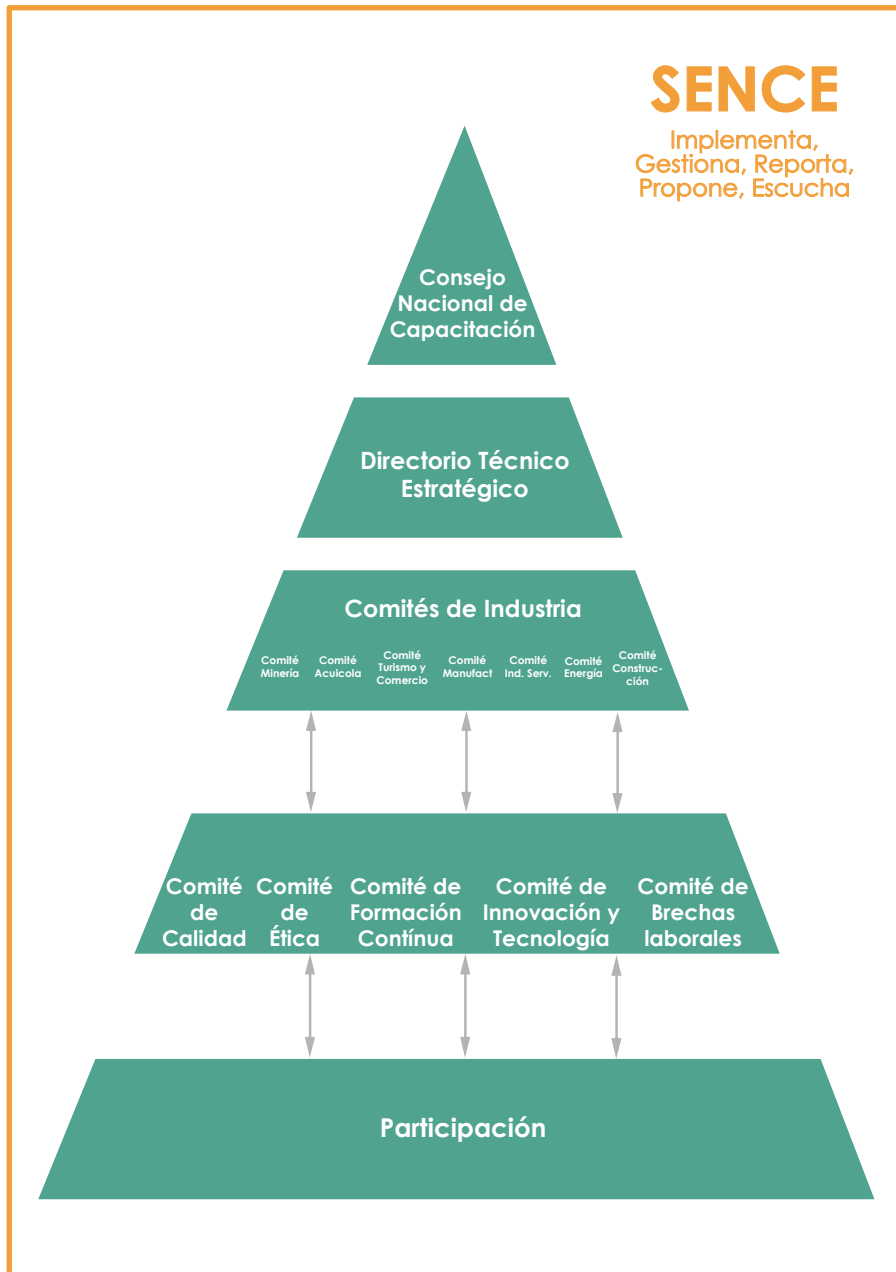 SENCE
Implementa,
Gestiona, Reporta,
Propone, Escucha
Consejo
Nacional de
Capacitación
Directorio Técnico
Estratégico
Comités de Industria
Comité
Minería
Comité
Acuicola
Comité
Turismo y
Comercio
Comité
Manufact
Comité
Ind. Serv.
Comité
Energía
Comité
Construc-
ción
Comité
de
Calidad
Comité
de
Ética
Comité de
Formación
Contínua
Comité de
Innovación y
Tecnología
Comité de
Brechas
laborales
Participación